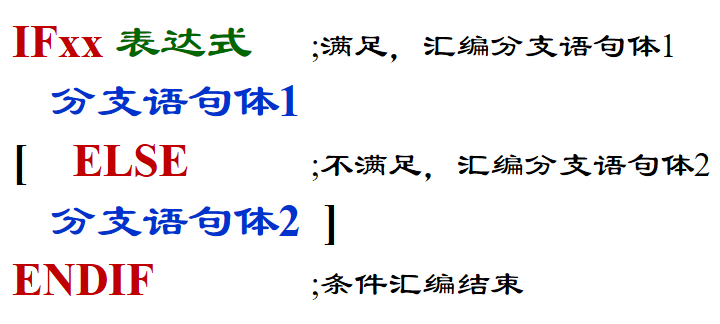 IFxx 表达式 ;满足，汇编分支语句体1
分支语句体1
[ ELSE ;不满足，汇编分支语句体2
分支语句体2 ]
ENDIF ;条件汇编结束